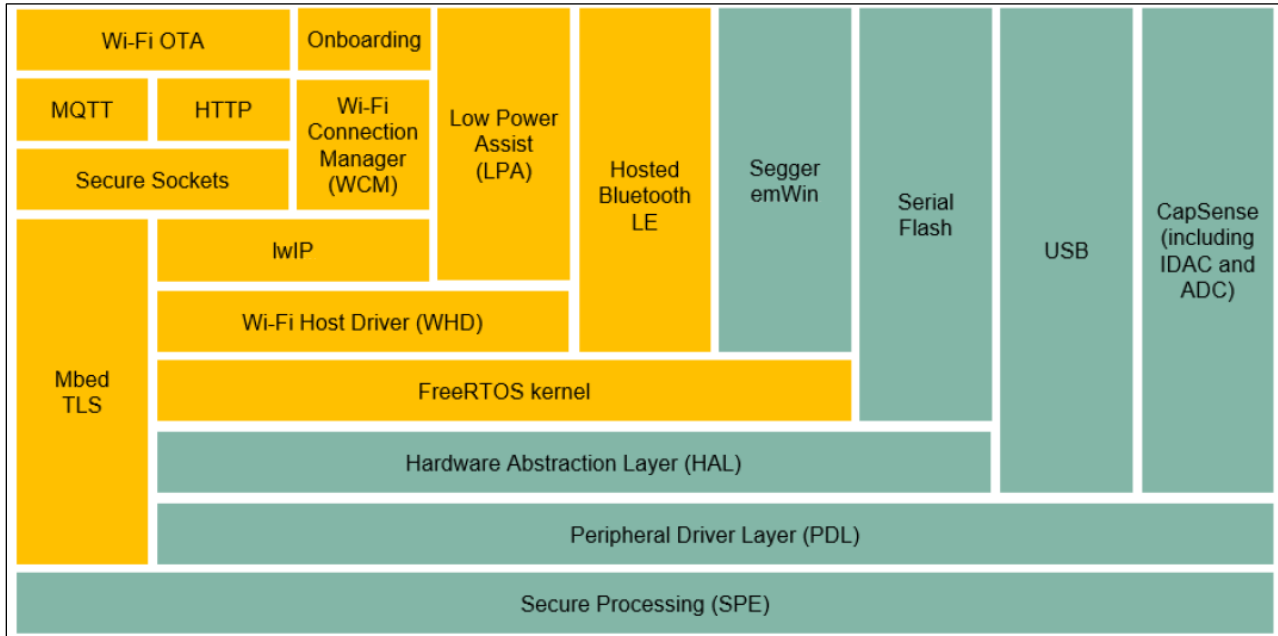 Wi-Fi OTA
Onboarding
MQTT
HTTP
Wi-Fi
Connection
Manager
(WCM)
Secure Sockets
Low Power
Assist
(LPA)
Hosted
Bluetooth
LE
Segger
emWin
Serial
Flash
USB
CapSense
(including
IDAC and
ADC)
lwIP
Wi-Fi Host Driver (WHD)
Mbed
TLS
FreeRTOS kernel
Hardware Abstraction Layer (HAL)
Peripheral Driver Layer (PDL)
Secure Processing (SPE)